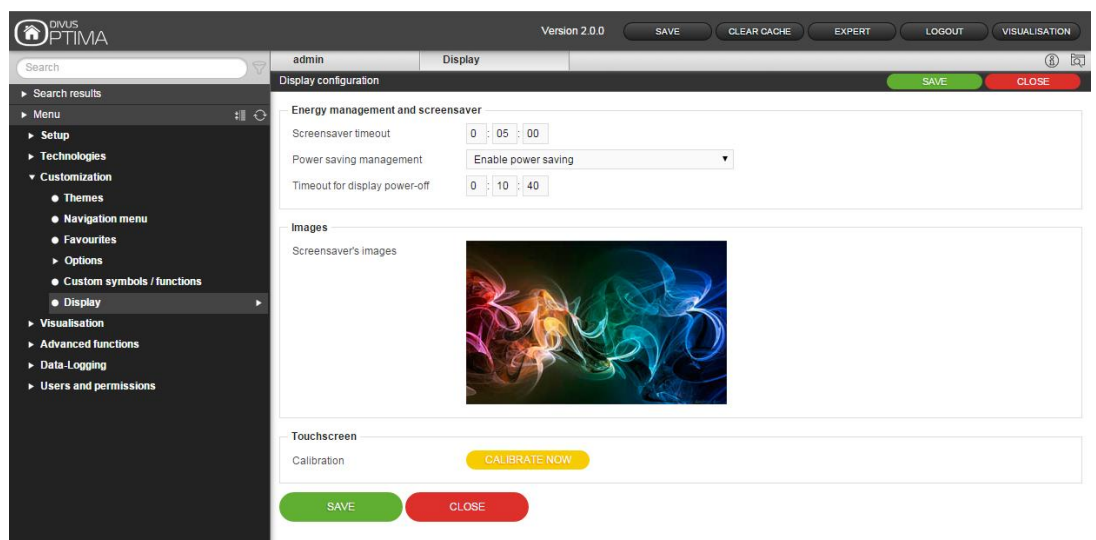 DIVUS
OPTIMA
Version 2.0.0
SAVE
CLEAR CACHE
EXPERT
LOGOUT
VISUALISATION
Search
admin
Display
Display configuration
SAVE
CLOSE
Search results
Menu
Setup
Technologies
Customization
Themes
Navigation menu
Favourites
Options
Custom symbols / functions
Display
Visualisation
Advanced functions
Data-Logging
Users and permissions
Energy management and screensaver
Screensaver timeout 0 : 05 : 00
Power saving management Enable power saving
Timeout for display power-off 0 : 10 : 40
Images
Screensaver's images
Touchscreen
Calibration CALIBRATE NOW
SAVE
CLOSE